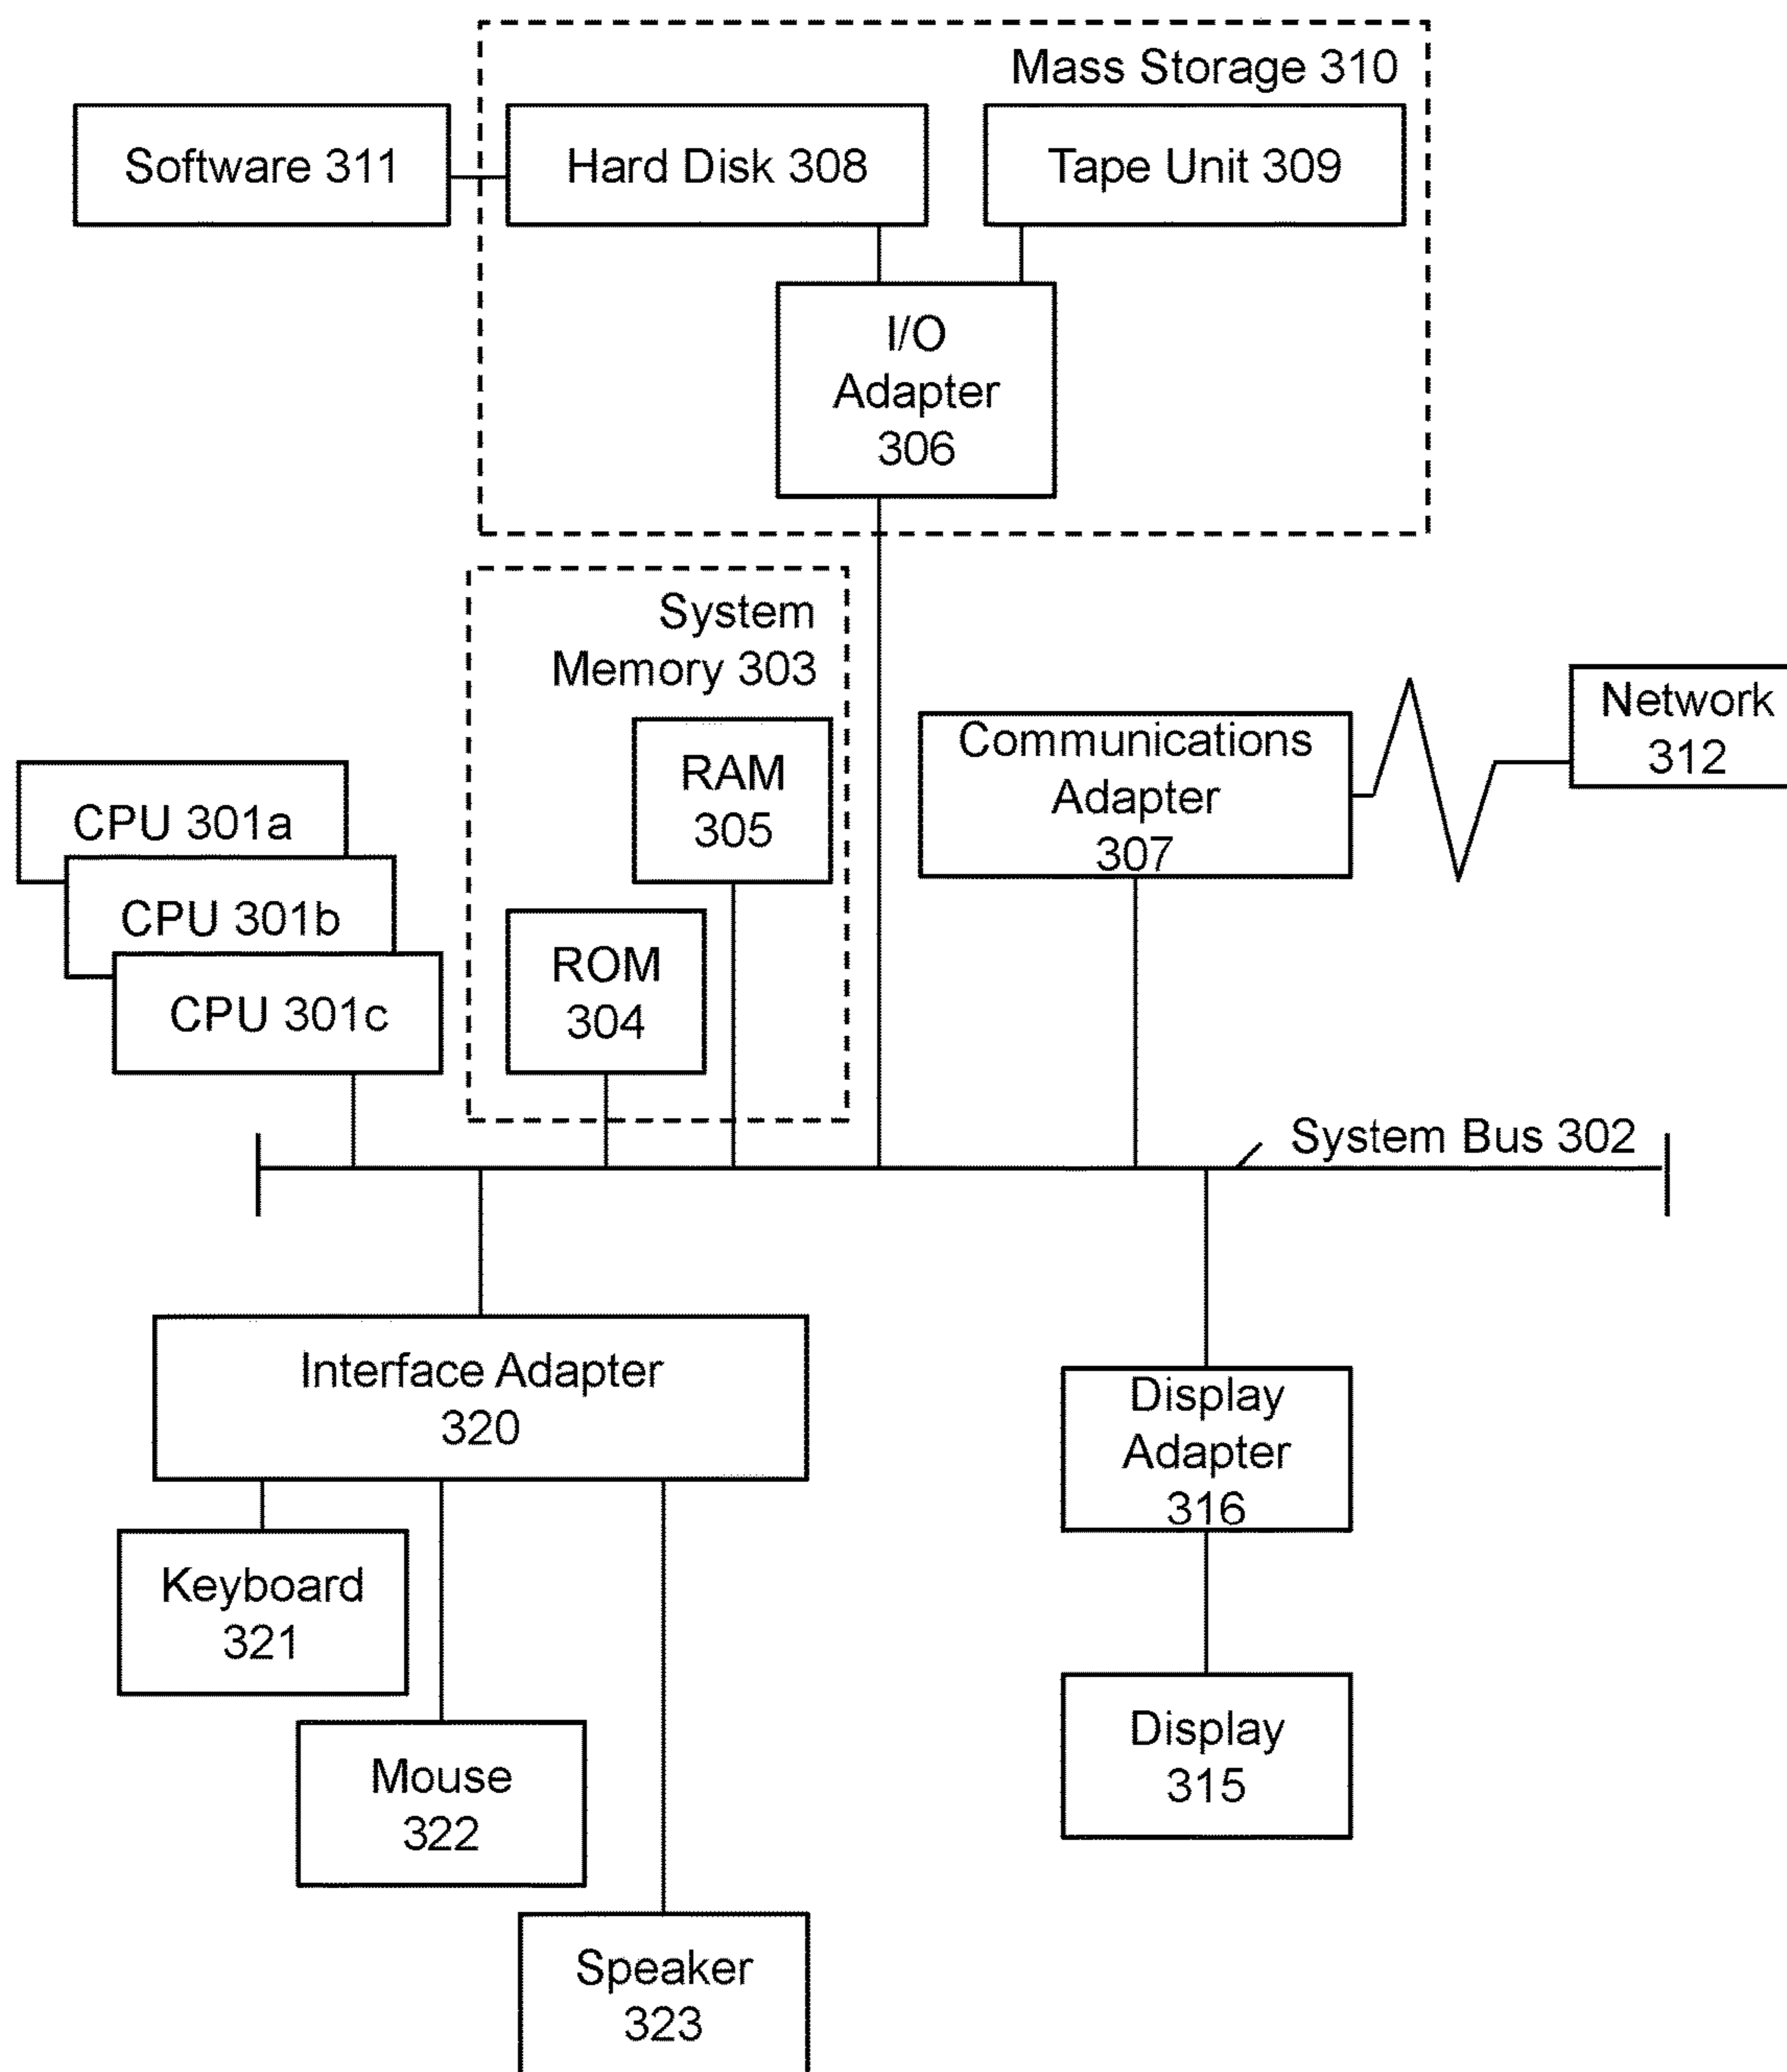 Mass Storage 310
Software 311
Hard Disk 308
Tape Unit 309
I/O
Adapter
306
System
Memory 303
RAM
305
ROM
304
Communications
Adapter
307
Network
312
CPU 301a
CPU 301b
CPU 301c
System Bus 302
Interface Adapter
320
Display
Adapter
316
Keyboard
321
Mouse
322
Speaker
323
Display
315